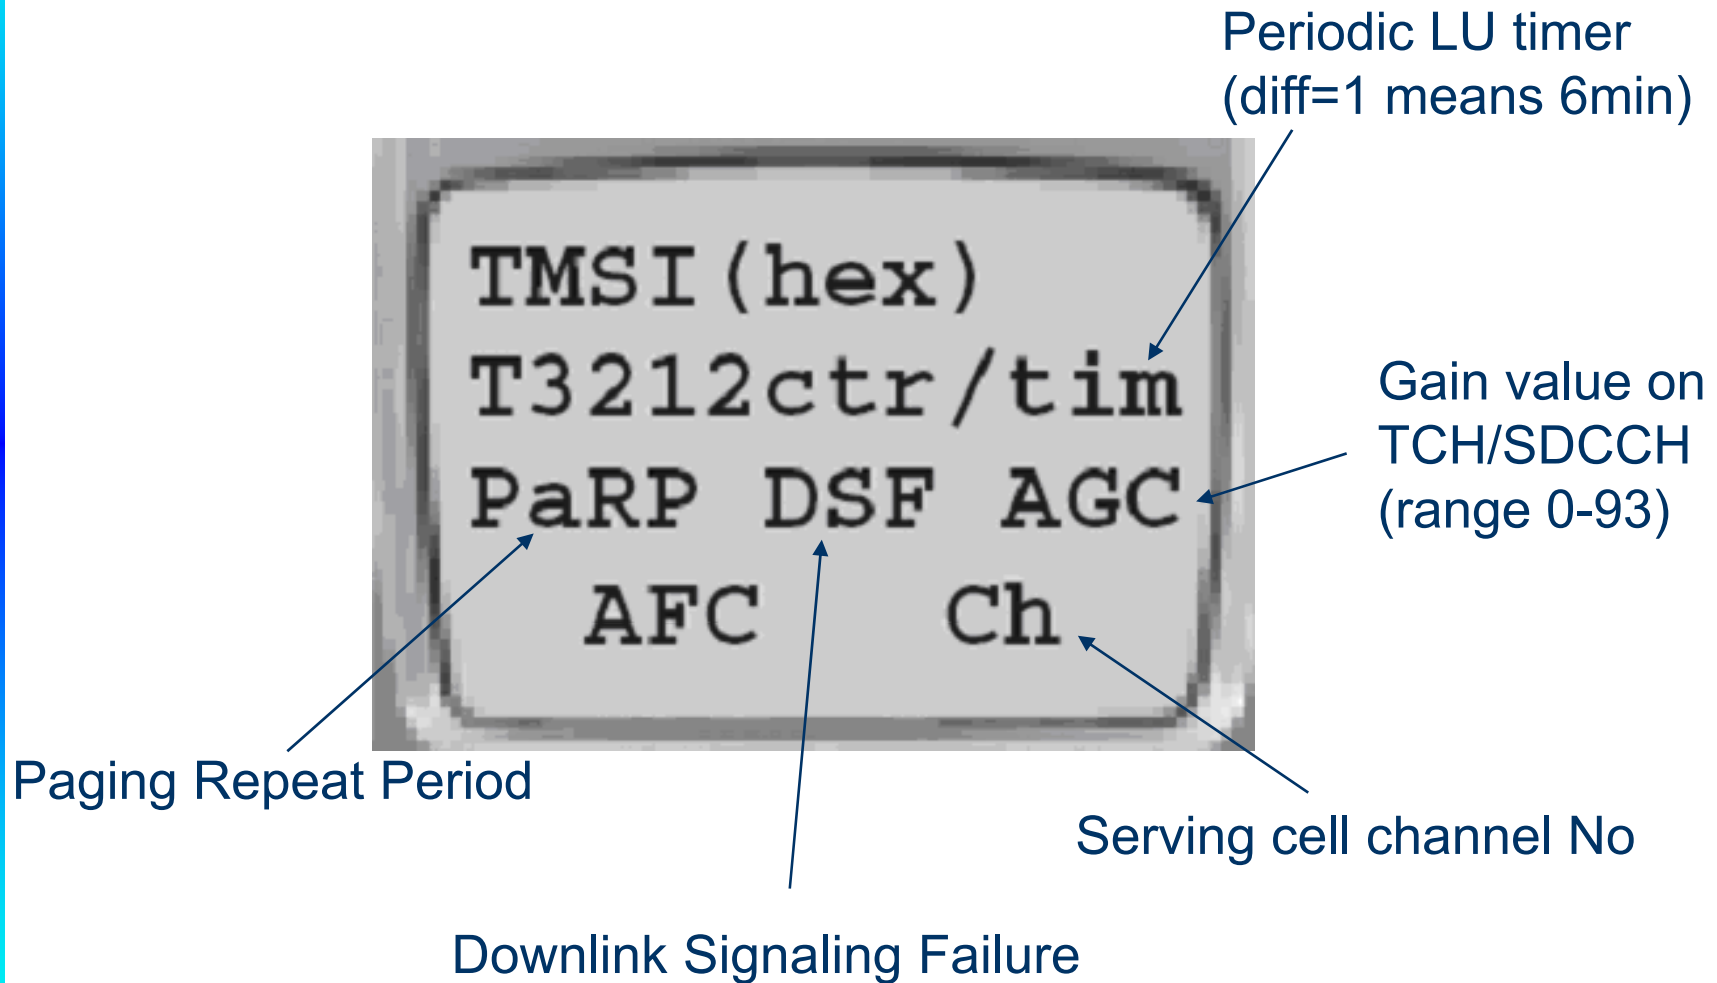 Periodic LU timer
(diff=1 means 6min)
TMSI(hex)
T3212ctr/tim
PaRP DSF AGC
AFC Ch
Gain value on
TCH/SDCCH
(range 0-93)
Paging Repeat Period
Serving cell channel No
Downlink Signaling Failure